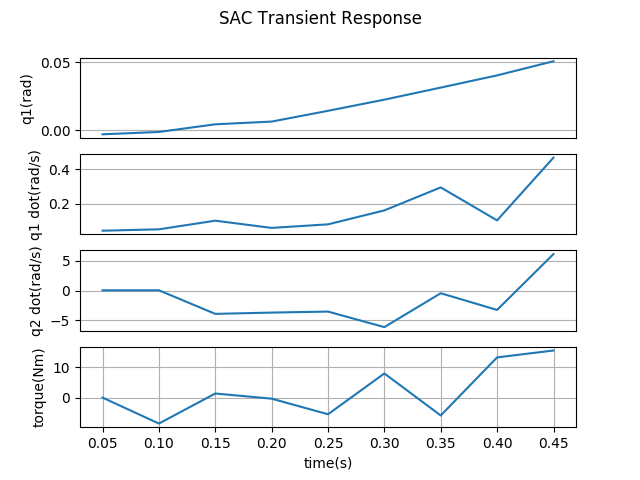 SAC Transient Response
q1(rad)
0.05
0.00
q1 dot(rad/s)
0.4
0.2
q2 dot(rad/s)
5
0
−5
torque(Nm)
10
0
0.05 0.10 0.15 0.20 0.25 0.30 0.35 0.40 0.45
time(s)